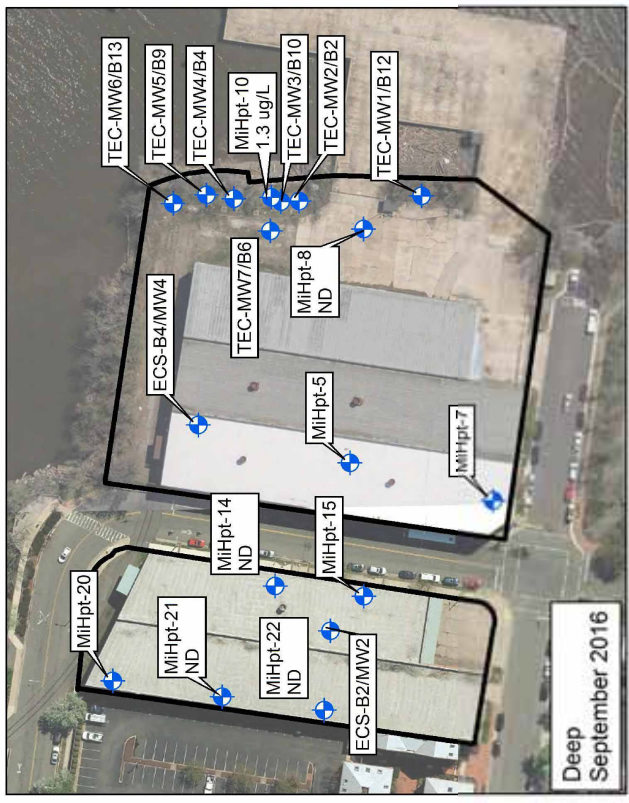 TEC-MW6/B13
TEC-MW5/B9
TEC-MW4/B4
MiHpt-10
1.3 ug/L
TEC-MW3/B10
TEC-MW2/B2
TEC-MW1/B12
ECS-B4/MW4
TEC-MW7/B6
MiHpt-8
ND
MiHpt-5
MiHpt-7
MiHpt-20
MiHpt-21
ND
MiHpt-14
ND
MiHpt-22
ND
MiHpt-15
ECS-B2/MW2
Deep
September 2016